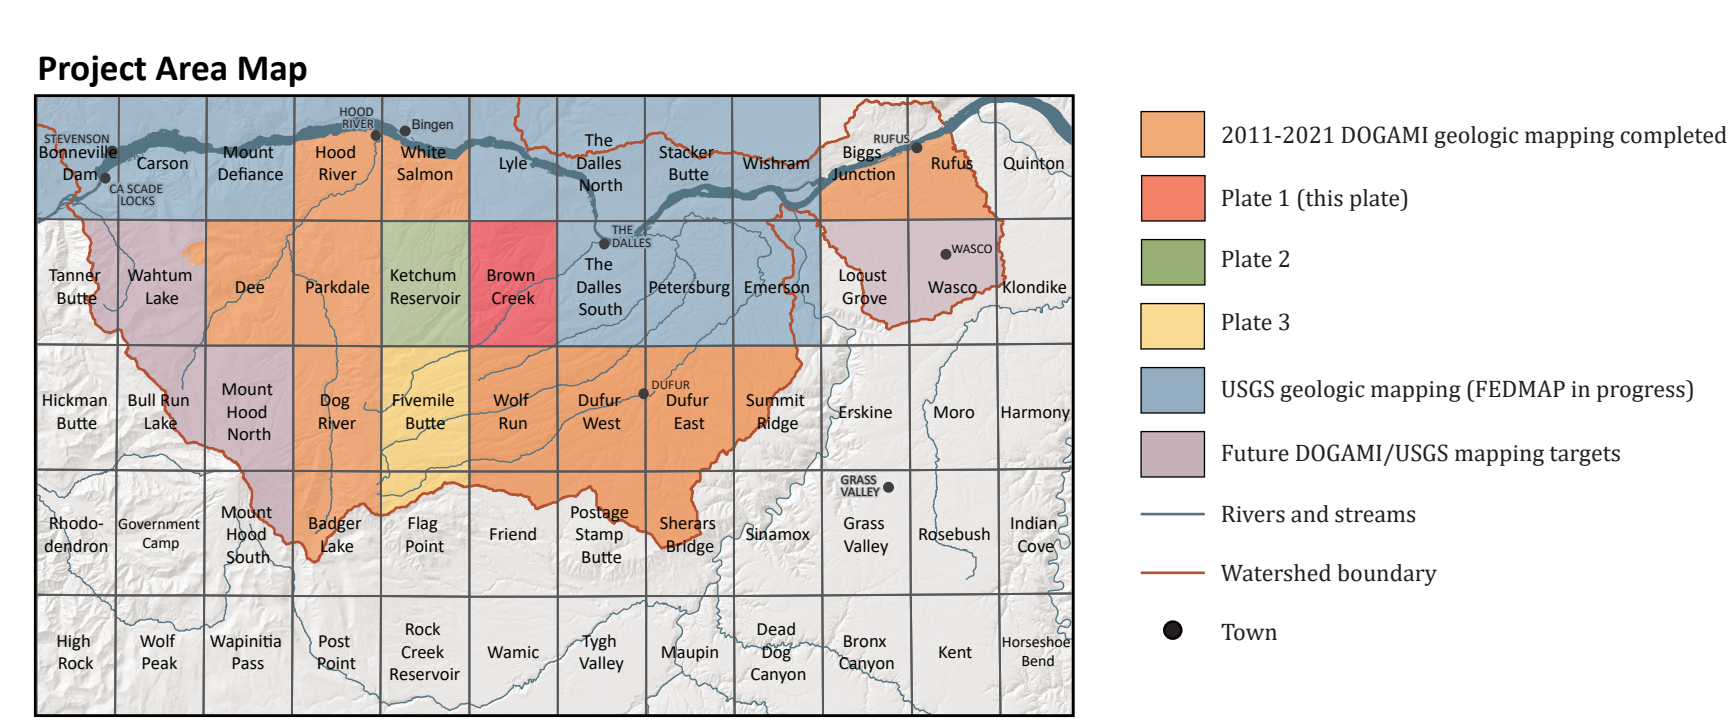 Project Area Map
HOOD
RIVER
Bingen
STEVENSON
RUFUS
Bonneville
Dam
Carson
Mount
Defiance
Hood
River
White
Salmon
Lyle
The
Dalles
North
Stacker
Butte
Wishram
Biggs
Junction
Rufus
Quinton
CA SCADE
LOCKS
THE
DALLES
WASCO
Tanner
Butte
Wahtum
Lake
Dee
Parkdale
Ketchum
Reservoir
Brown
Creek
The
Dalles
South
Petersburg
Emerson
Locust
Grove
Wasco
Klondike
DUFUR
Hickman
Butte
Bull Run
Lake
Mount
Hood
North
Dog
River
Fivemile
Butte
Wolf
Run
Dufur
West
Dufur
East
Summit
Ridge
Erskine
Moro
Harmony
GRASS
VALLEY
Rhodo-
dendron
Government
Camp
Mount
Hood
South
Badger
Lake
Flag
Point
Friend
Postage
Stamp
Butte
Sherars
Bridge
Sinamox
Grass
Valley
Rosebush
Indian
Cove
High
Rock
Wolf
Peak
Wapinitia
Pass
Post
Point
Rock
Creek
Reservoir
Wamic
Tygh
Valley
Maupin
Dead
Dog
Canyon
Bronx
Canyon
Kent
Horseshoe
Bend
2011-2021 DOGAMI geologic mapping completed
Plate 1 (this plate)
Plate 2
Plate 3
USGS geologic mapping (FEDMAP in progress)
Future DOGAMI/USGS mapping targets
Rivers and streams
Watershed boundary
Town